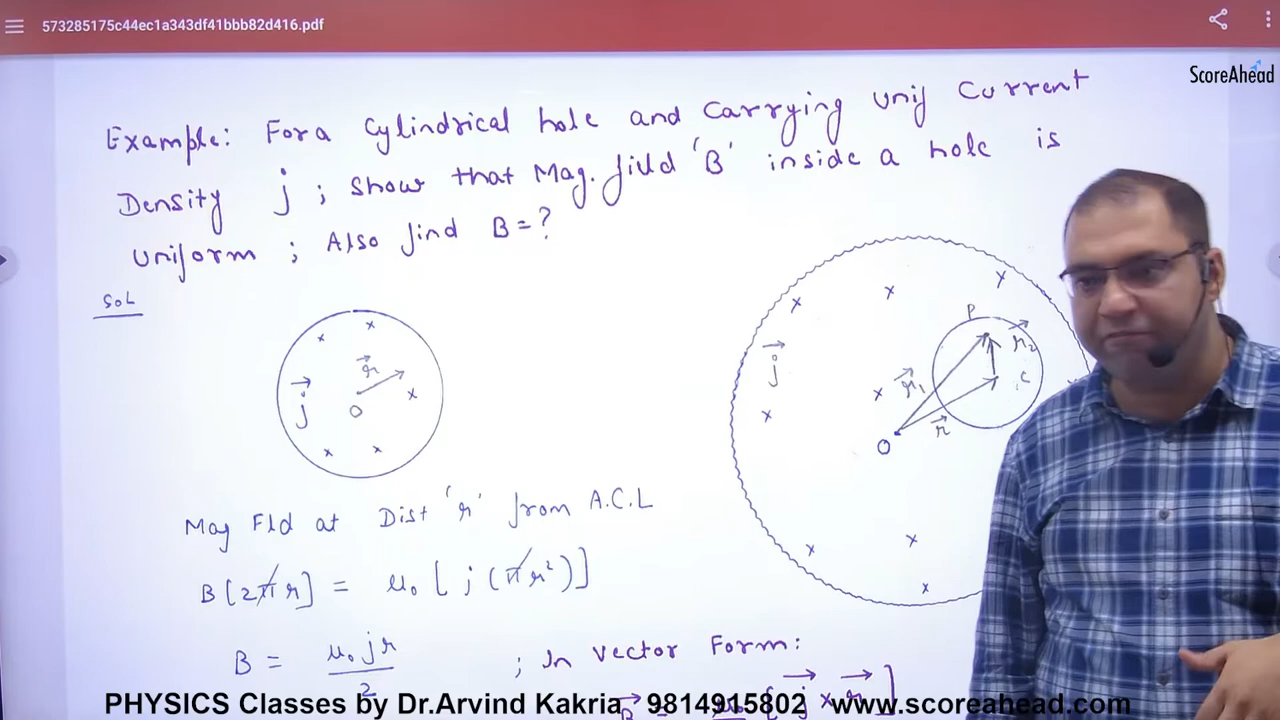 573285175c44ec1a343df41bbb82d416.pdf
ScoreAhead
Example: For a Cylindrical hole and Carrying Unif Current
Density j ; Show that Mag. field 'B' inside a hole is
Uniform ; Also find B=?
Sol
j
r
O
j
O
r₁
r
P
r₂
C
Mag Fld at Dist 'r' from A.C.L
B[2πr] = μ₀[j(πr²)]
B = μ₀jr/2 ; In Vector Form:
PHYSICS Classes by Dr.Arvind Kakria 9814915802 www.scoreahead.com